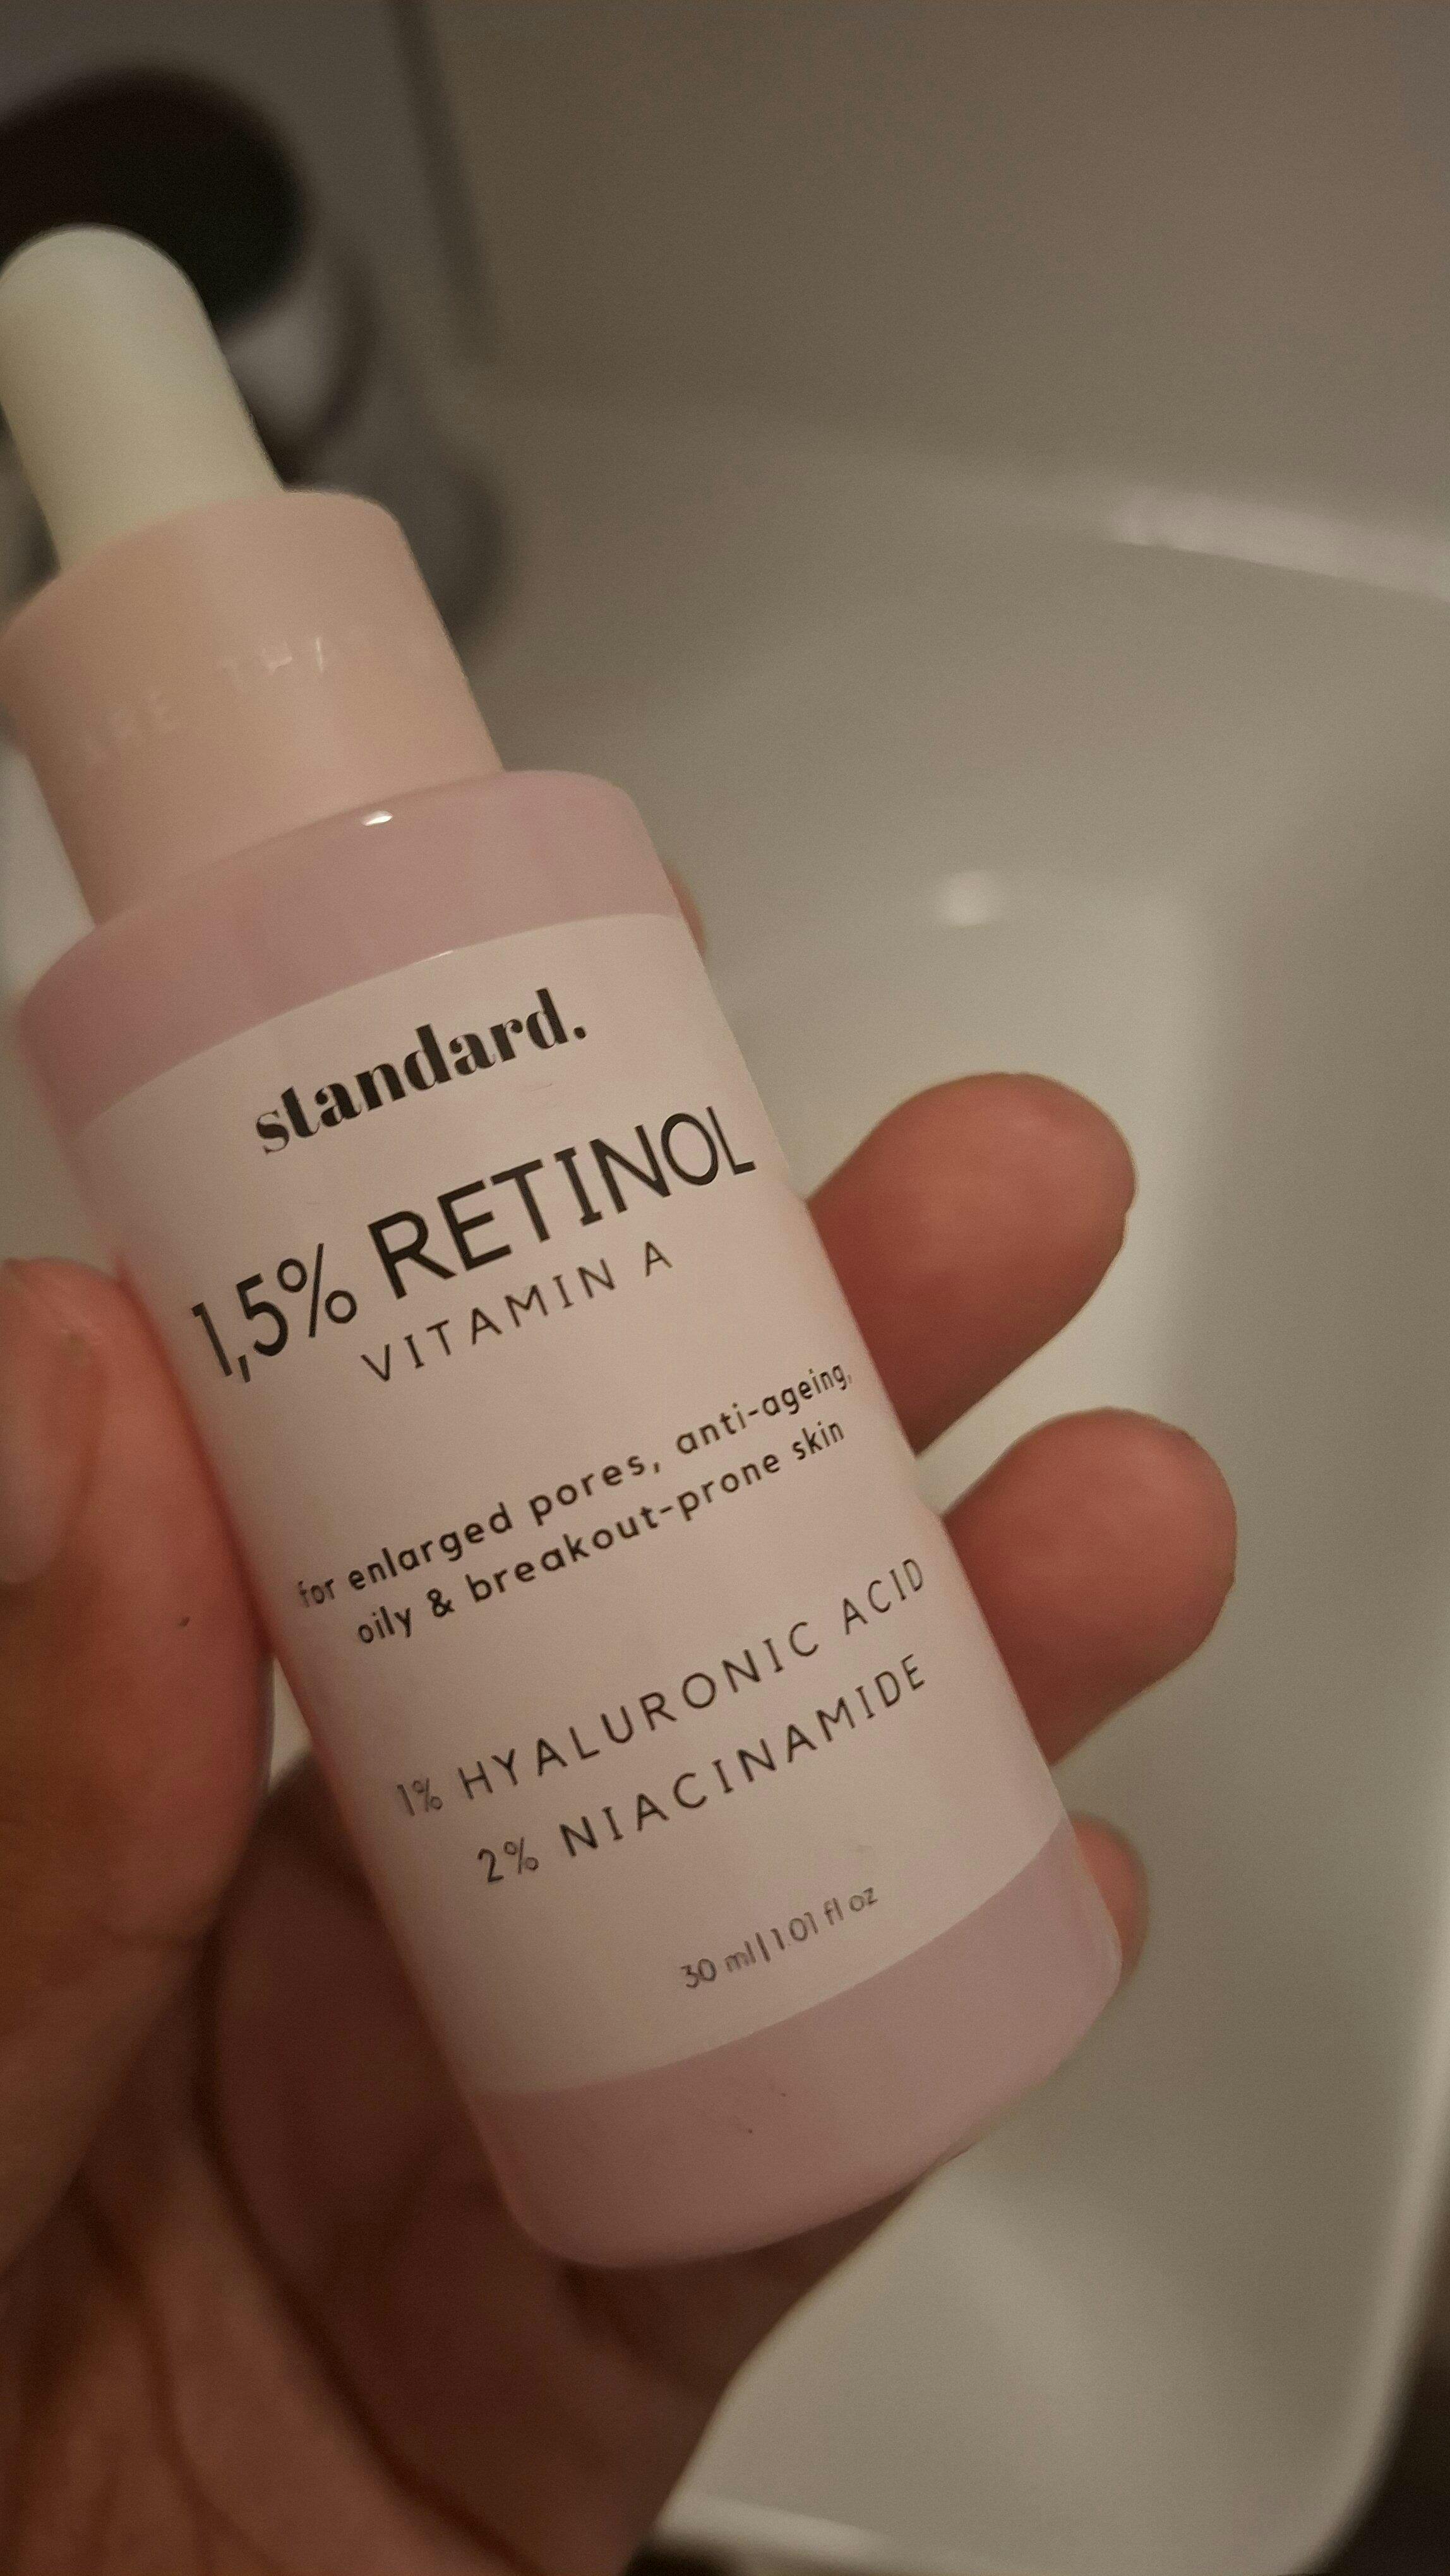 standard.
1,5% RETINOL
VITAMIN A
for enlarged pores, anti-ageing,
oily & breakout-prone skin
1% HYALURONIC ACID
2% NIACINAMIDE
30 ml | 1.01 fl oz